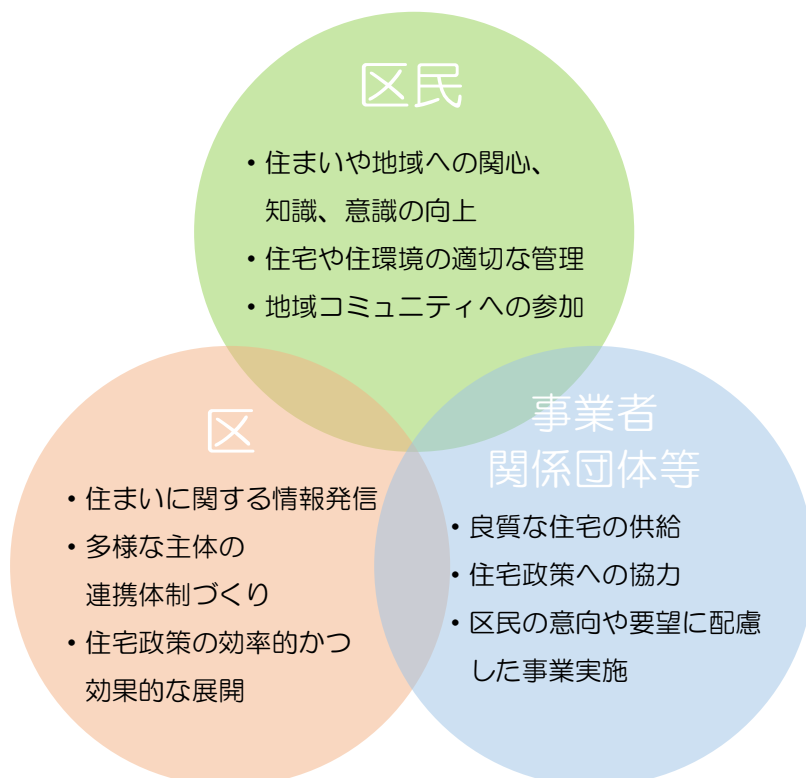 区民
・住まいや地域への関心、
知識、意識の向上
・住宅や住環境の適切な管理
・地域コミュニティへの参加
区
・住まいに関する情報発信
・多様な主体の
連携体制づくり
・住宅政策の効率的かつ
効果的な展開
事業者
関係団体等
・良質な住宅の供給
・住宅政策への協力
・区民の意向や要望に配慮
した事業実施